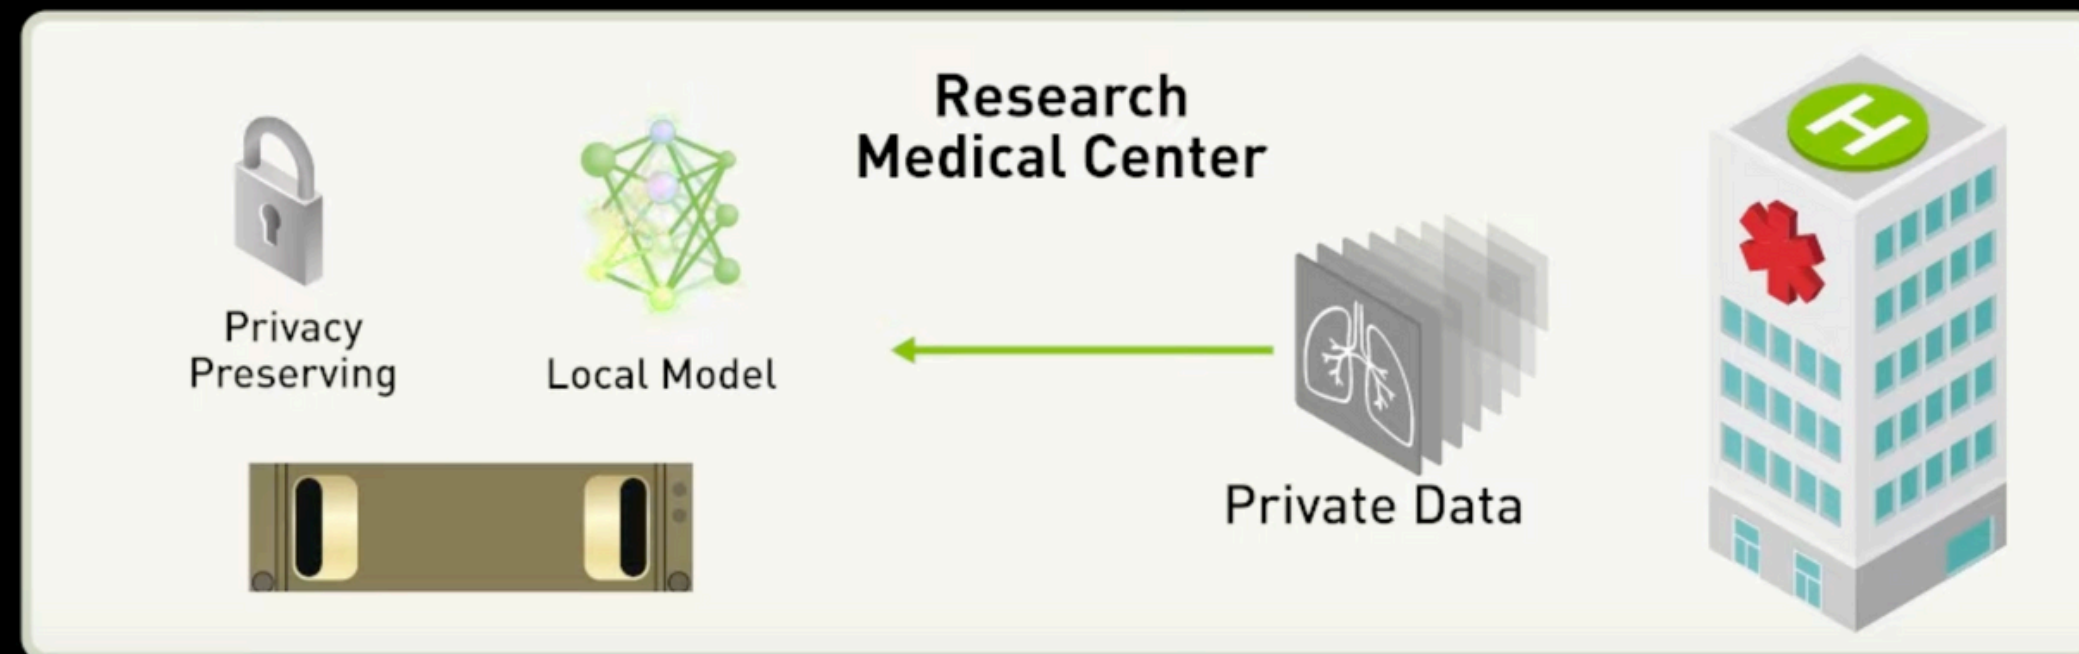 Research
Medical Center
Privacy
Preserving
Local Model
Private Data
H